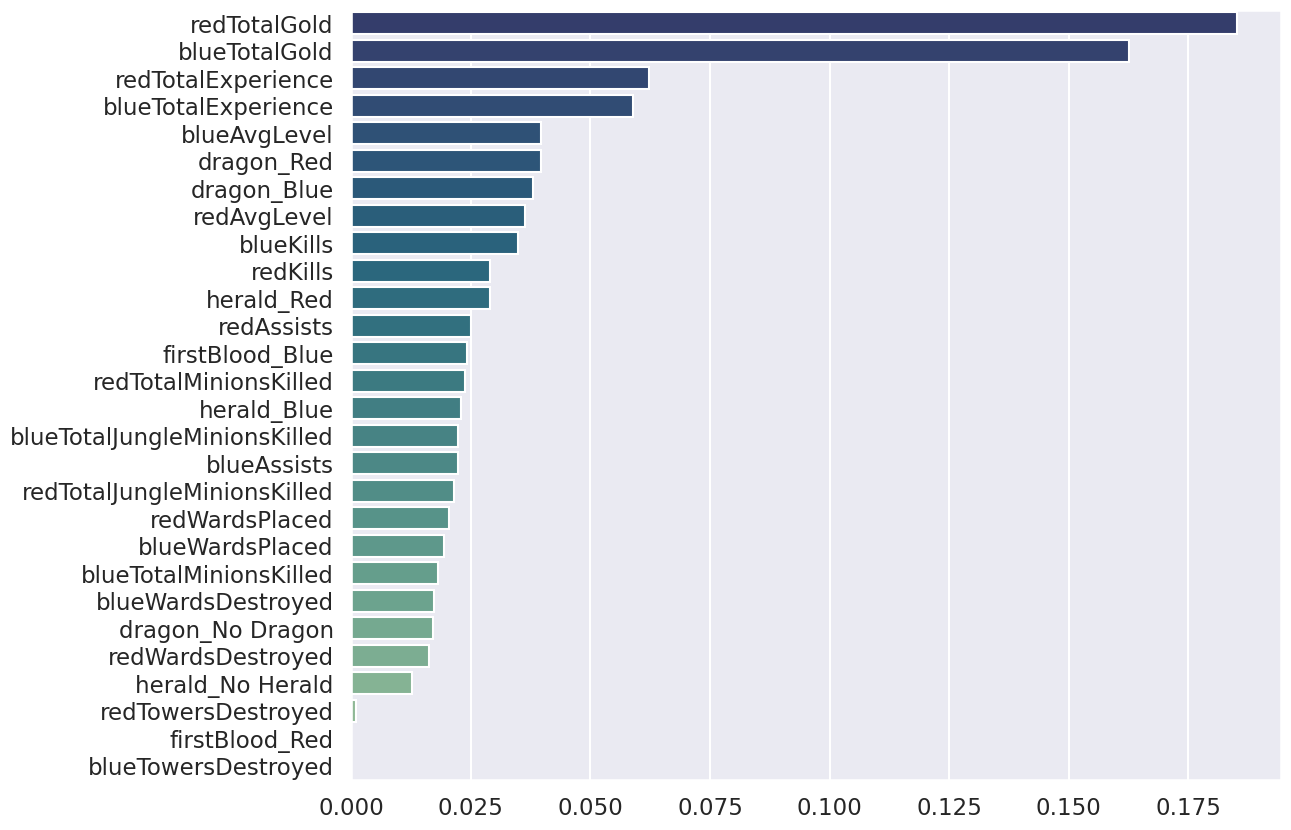 redTotalGold
blueTotalGold
redTotalExperience
blueTotalExperience
blueAvgLevel
dragon_Red
dragon_Blue
redAvgLevel
blueKills
redKills
herald_Red
redAssists
firstBlood_Blue
redTotalMinionsKilled
herald_Blue
blueTotalJungleMinionsKilled
blueAssists
redTotalJungleMinionsKilled
redWardsPlaced
blueWardsPlaced
blueTotalMinionsKilled
blueWardsDestroyed
dragon_No Dragon
redWardsDestroyed
herald_No Herald
redTowersDestroyed
firstBlood_Red
blueTowersDestroyed
0.000 0.025 0.050 0.075 0.100 0.125 0.150 0.175